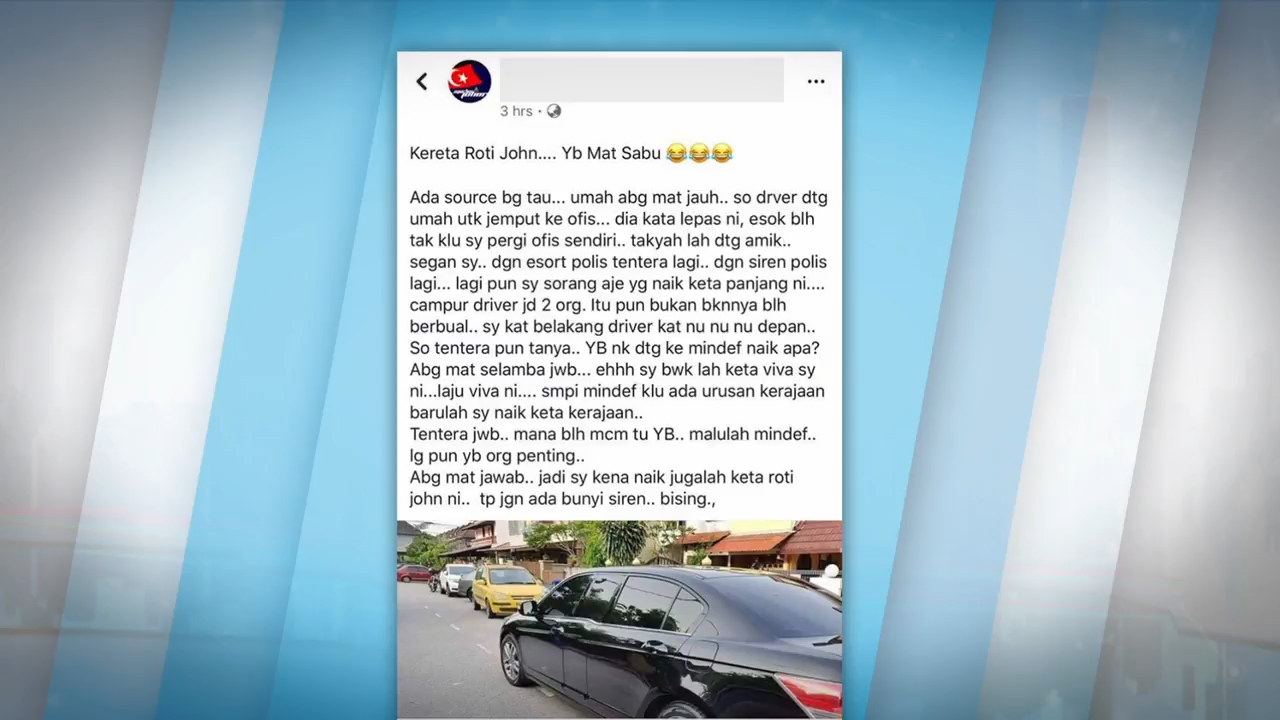 3 hrs ·
Kereta Roti John.... Yb Mat Sabu 😂😂😂
Ada source bg tau... umah abg mat jauh.. so drver dtg
umah utk jemput ke ofis... dia kata lepas ni, esok blh
tak klu sy pergi ofis sendiri.. takyah lah dtg amik..
segan sy.. dgn esort polis tentera lagi.. dgn siren polis
lagi... lagi pun sy sorang aje yg naik keta panjang ni....
campur driver jd 2 org. Itu pun bukan bknnya blh
berbual.. sy kat belakang driver kat nu nu nu depan..
So tentera pun tanya.. YB nk dtg ke mindef naik apa?
Abg mat selamba jwb... ehhh sy bwk lah keta viva sy
ni...laju viva ni.... smpi mindef klu ada urusan kerajaan
barulah sy naik keta kerajaan..
Tentera jwb.. mana blh mcm tu YB.. malulah mindef..
lg pun yb org penting..
Abg mat jawab.. jadi sy kena naik jugalah keta roti
john ni..  tp jgn ada bunyi siren.. bising.,